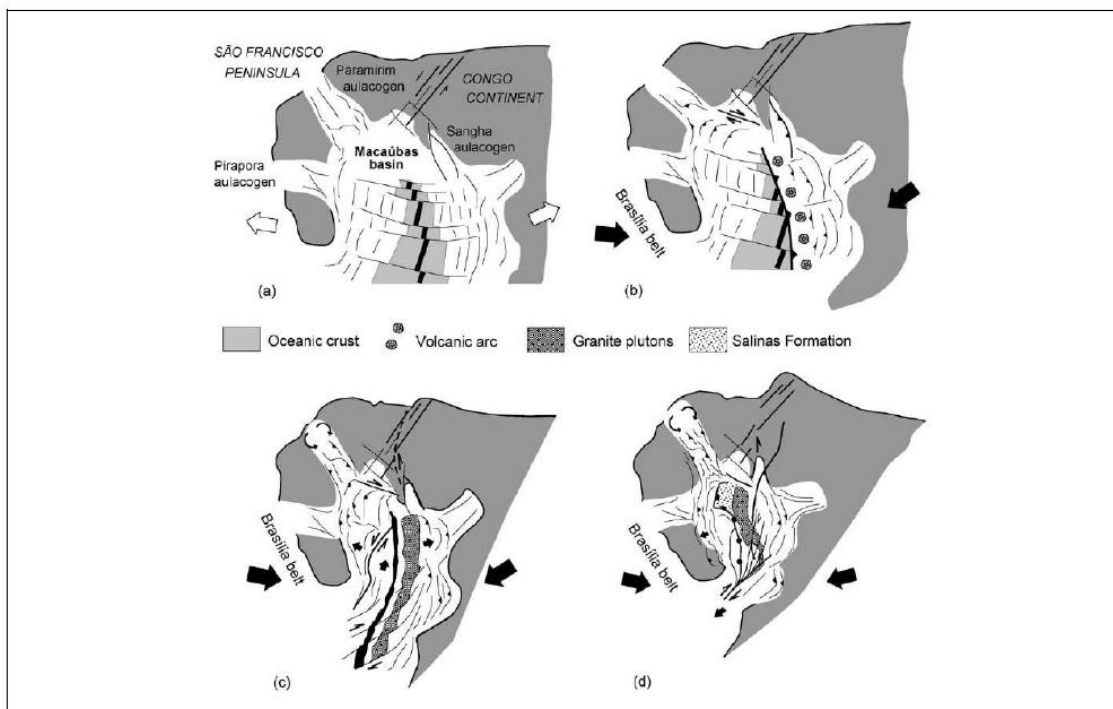 SÃO FRANCISCO
PENINSULA
Paramirim
aulacogen
CONGO
CONTINENT
Sangha
aulacogen
Macaúbas
basin
Pirapora
aulacogen
(a)
Brasília belt
(b)
Oceanic crust
Volcanic arc
Granite plutons
Salinas Formation
Brasília belt
(c)
Brasília belt
(d)